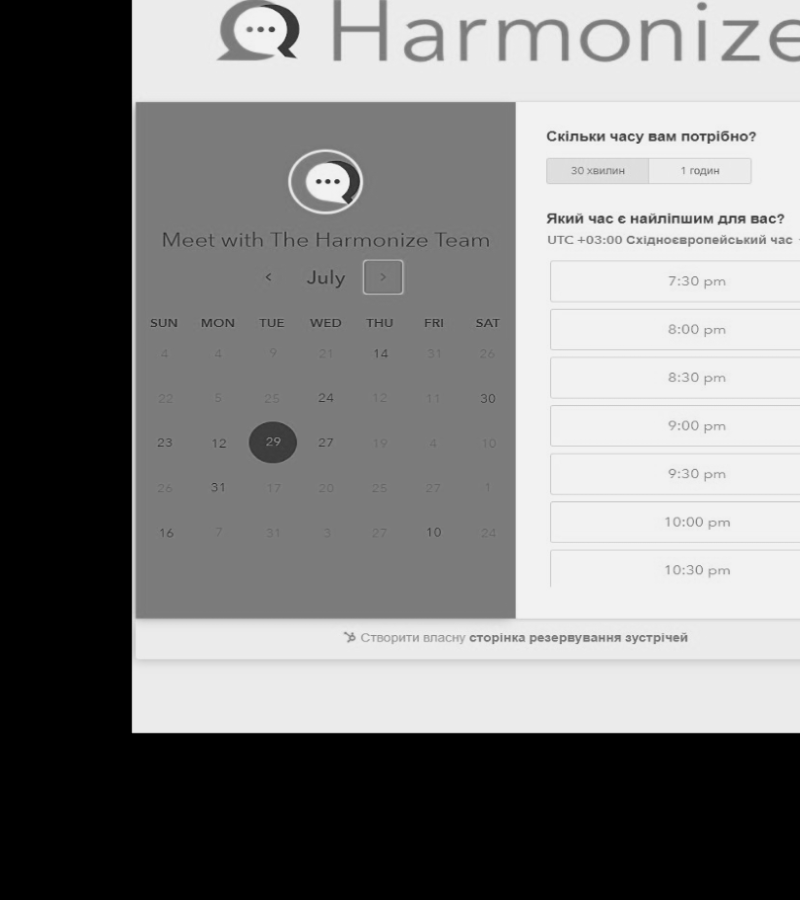 Harmonize
Meet with The Harmonize Team
July
SUN MON TUE WED THU FRI SAT
4 4 9 21 14 31 26
22 5 25 24 12 11 30
23 12 29 27 19 4 10
26 31 17 20 25 27 1
16 7 31 3 27 10 24
Скільки часу вам потрібно?
30 хвилин 1 годин
Який час є найліпшим для вас?
UTC +03:00 Східноєвропейський час
7:30 pm
8:00 pm
8:30 pm
9:00 pm
9:30 pm
10:00 pm
10:30 pm
Створити власну сторінка резервування зустрічей